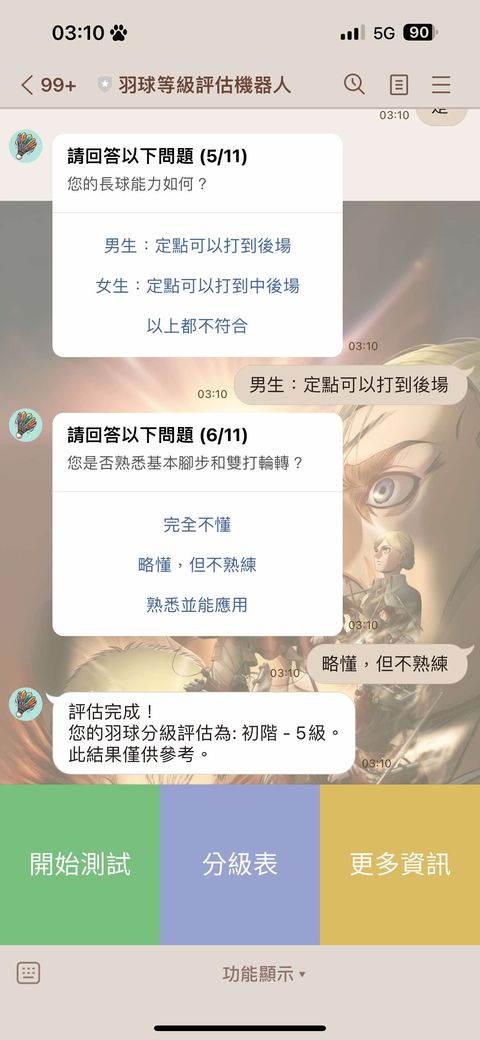 03:10
5G
90
99+
羽球等級評估機器人
03:10
請回答以下問題 (5/11)
您的長球能力如何？
男生：定點可以打到後場
女生：定點可以打到中後場
以上都不符合
03:10
03:10
男生：定點可以打到後場
請回答以下問題 (6/11)
您是否熟悉基本腳步和雙打輪轉？
完全不懂
略懂，但不熟練
熟悉並能應用
03:10
03:10
略懂，但不熟練
評估完成！
您的羽球分級評估為: 初階 - 5 級。
此結果僅供參考。
03:10
開始測試
分級表
更多資訊
功能顯示 ▾